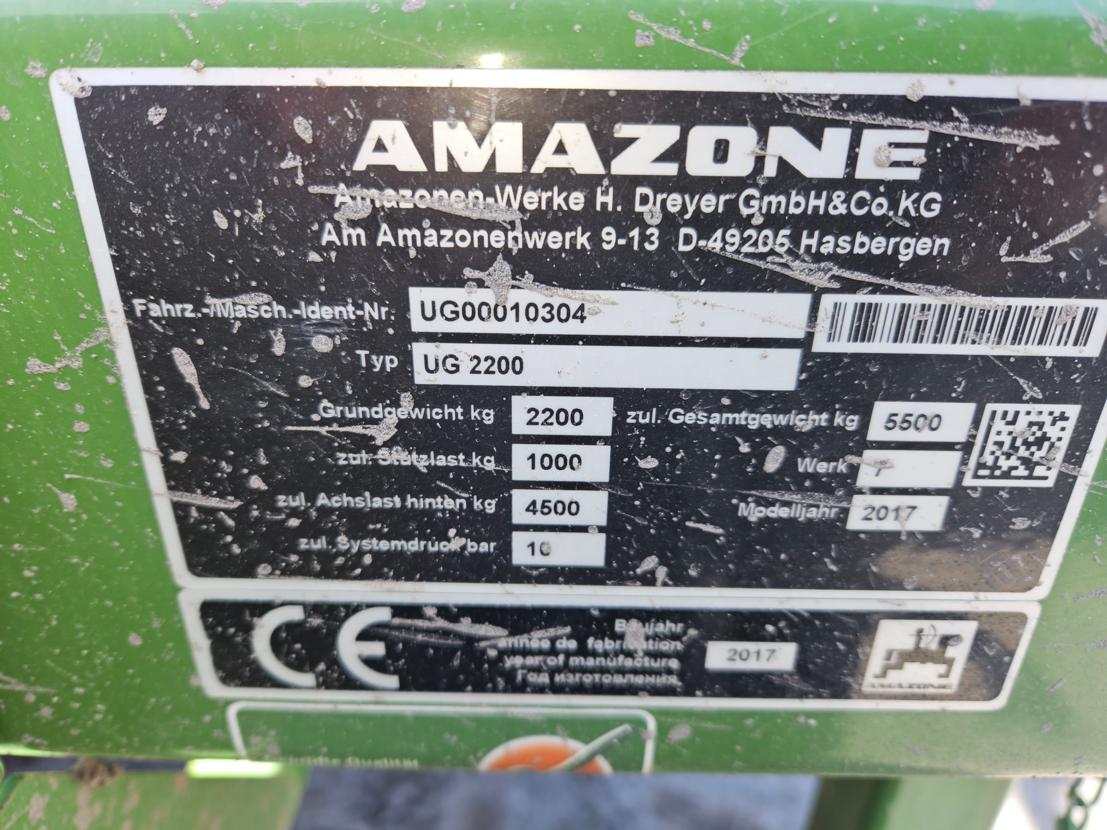 AMAZONE
Amazonen-Werke H. Dreyer GmbH&Co.KG
Am Amazonenwerk 9-13 D-49205 Hasbergen
Fahrz.-/Masch.-Ident-Nr. UG00010304
Typ UG 2200
Grundgewicht kg 2200 zul. Gesamtgewicht kg 5500
zul. Stützlast kg 1000 Werk 7
zul. Achslast hinten kg 4500 Modelljahr 2017
zul. Systemdruck bar 10
CE
Baujahr
année de fabrication
year of manufacture 2017
Год изготовления
AMAZONE